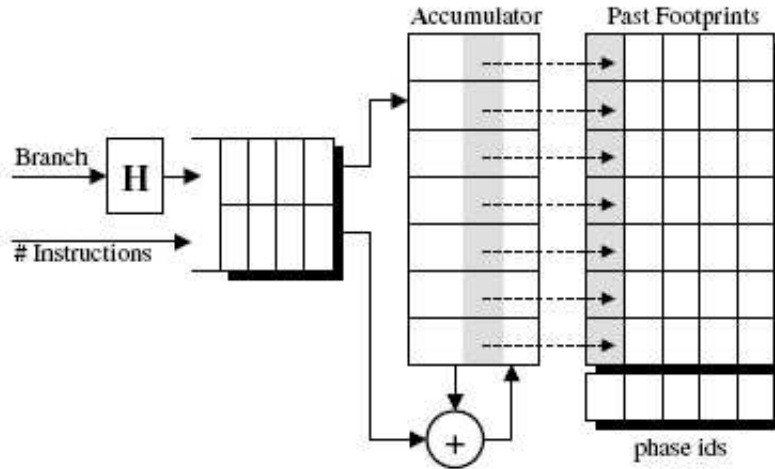 Accumulator
Past Footprints
Branch
H
# Instructions
+
phase ids